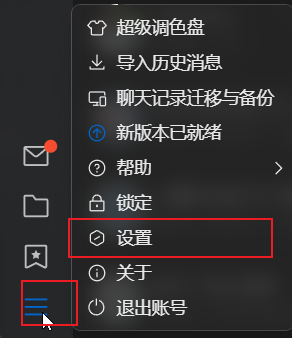 超级调色盘
导入历史消息
聊天记录迁移与备份
新版本已就绪
帮助
锁定
设置
关于
退出账号